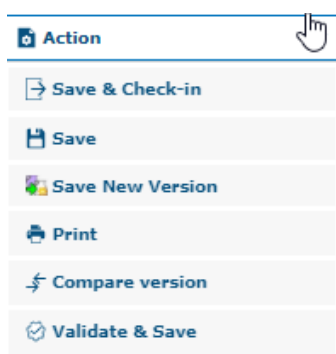 Action
Save & Check-in
Save
Save New Version
Print
Compare version
Validate & Save